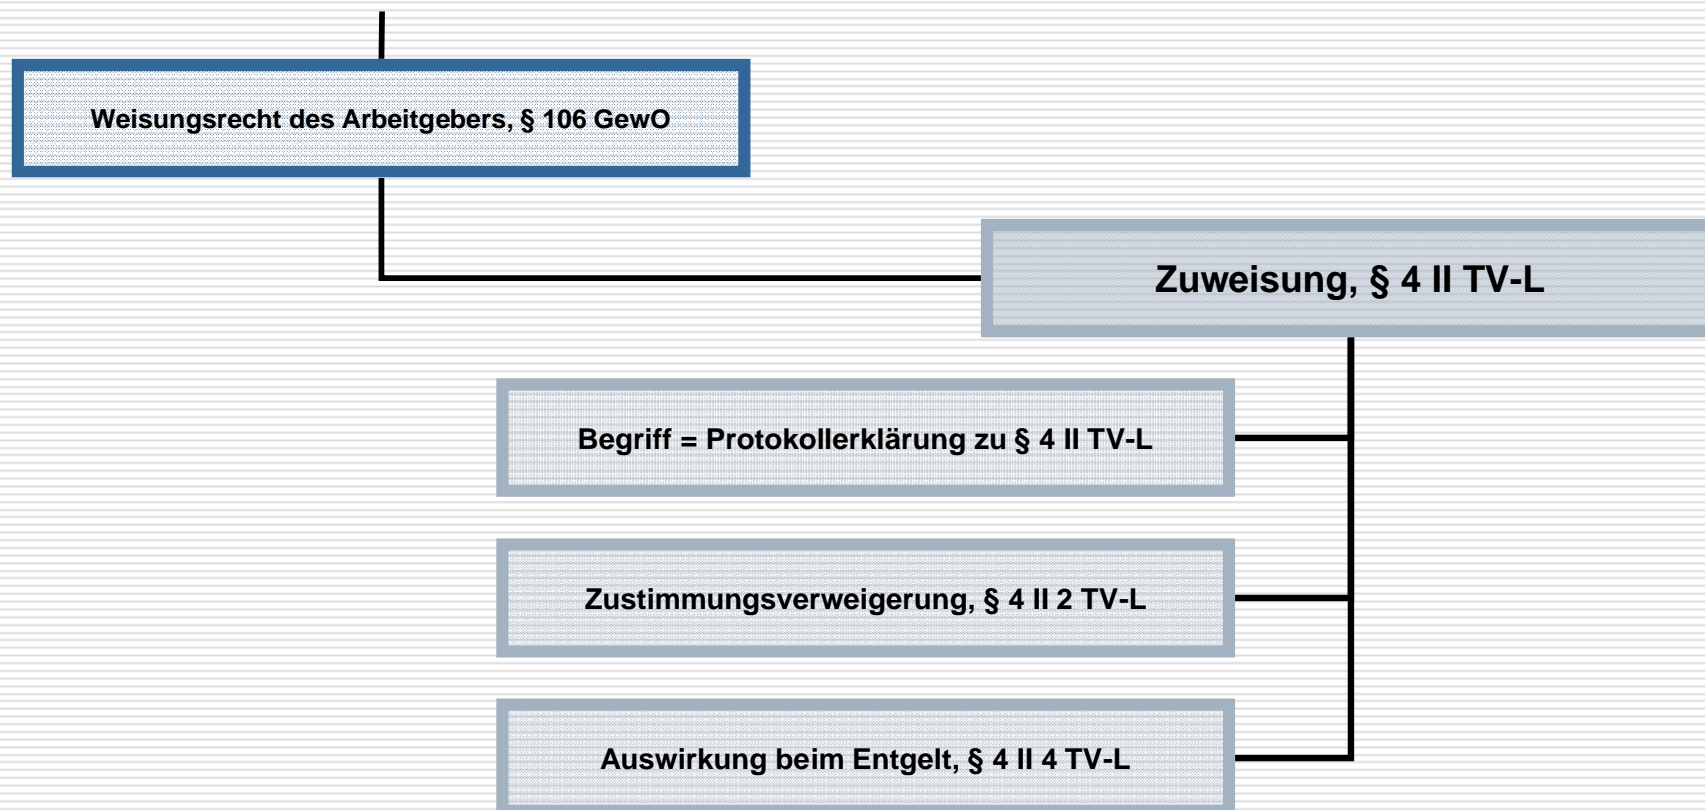 Weisungsrecht des Arbeitgebers, § 106 GewO
Zuweisung, § 4 II TV-L
Begriff = Protokollerklärung zu § 4 II TV-L
Zustimmungsverweigerung, § 4 II 2 TV-L
Auswirkung beim Entgelt, § 4 II 4 TV-L